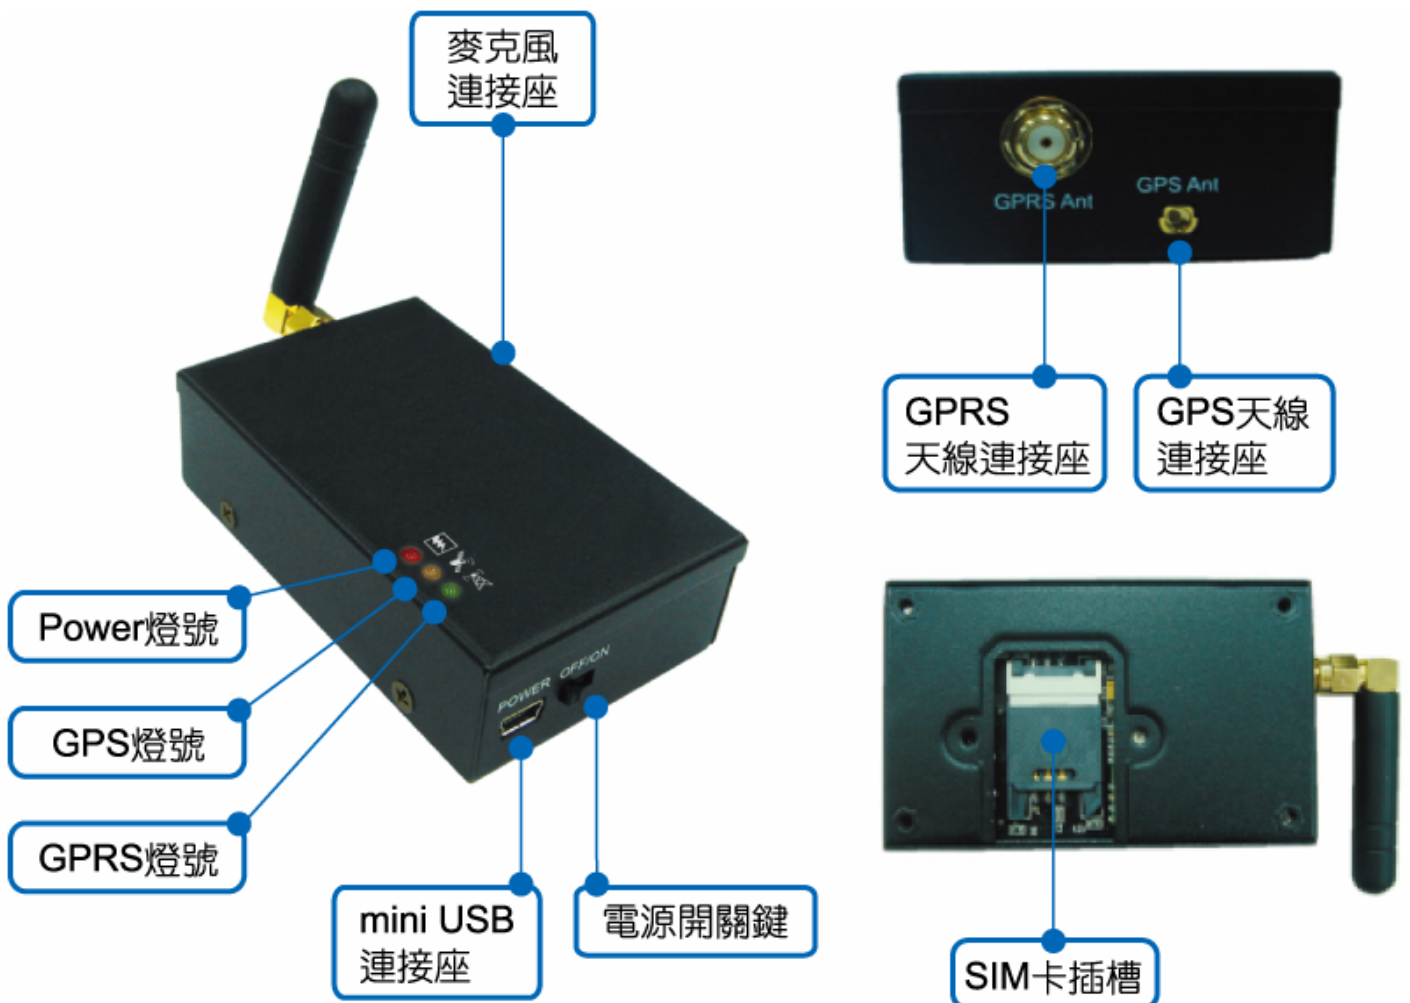 麥克風
連接座
GPRS Ant
GPS Ant
GPRS
天線連接座
GPS天線
連接座
Power燈號
GPS燈號
GPRS燈號
POWER
OFF/ON
mini USB
連接座
電源開關鍵
SIM卡插槽